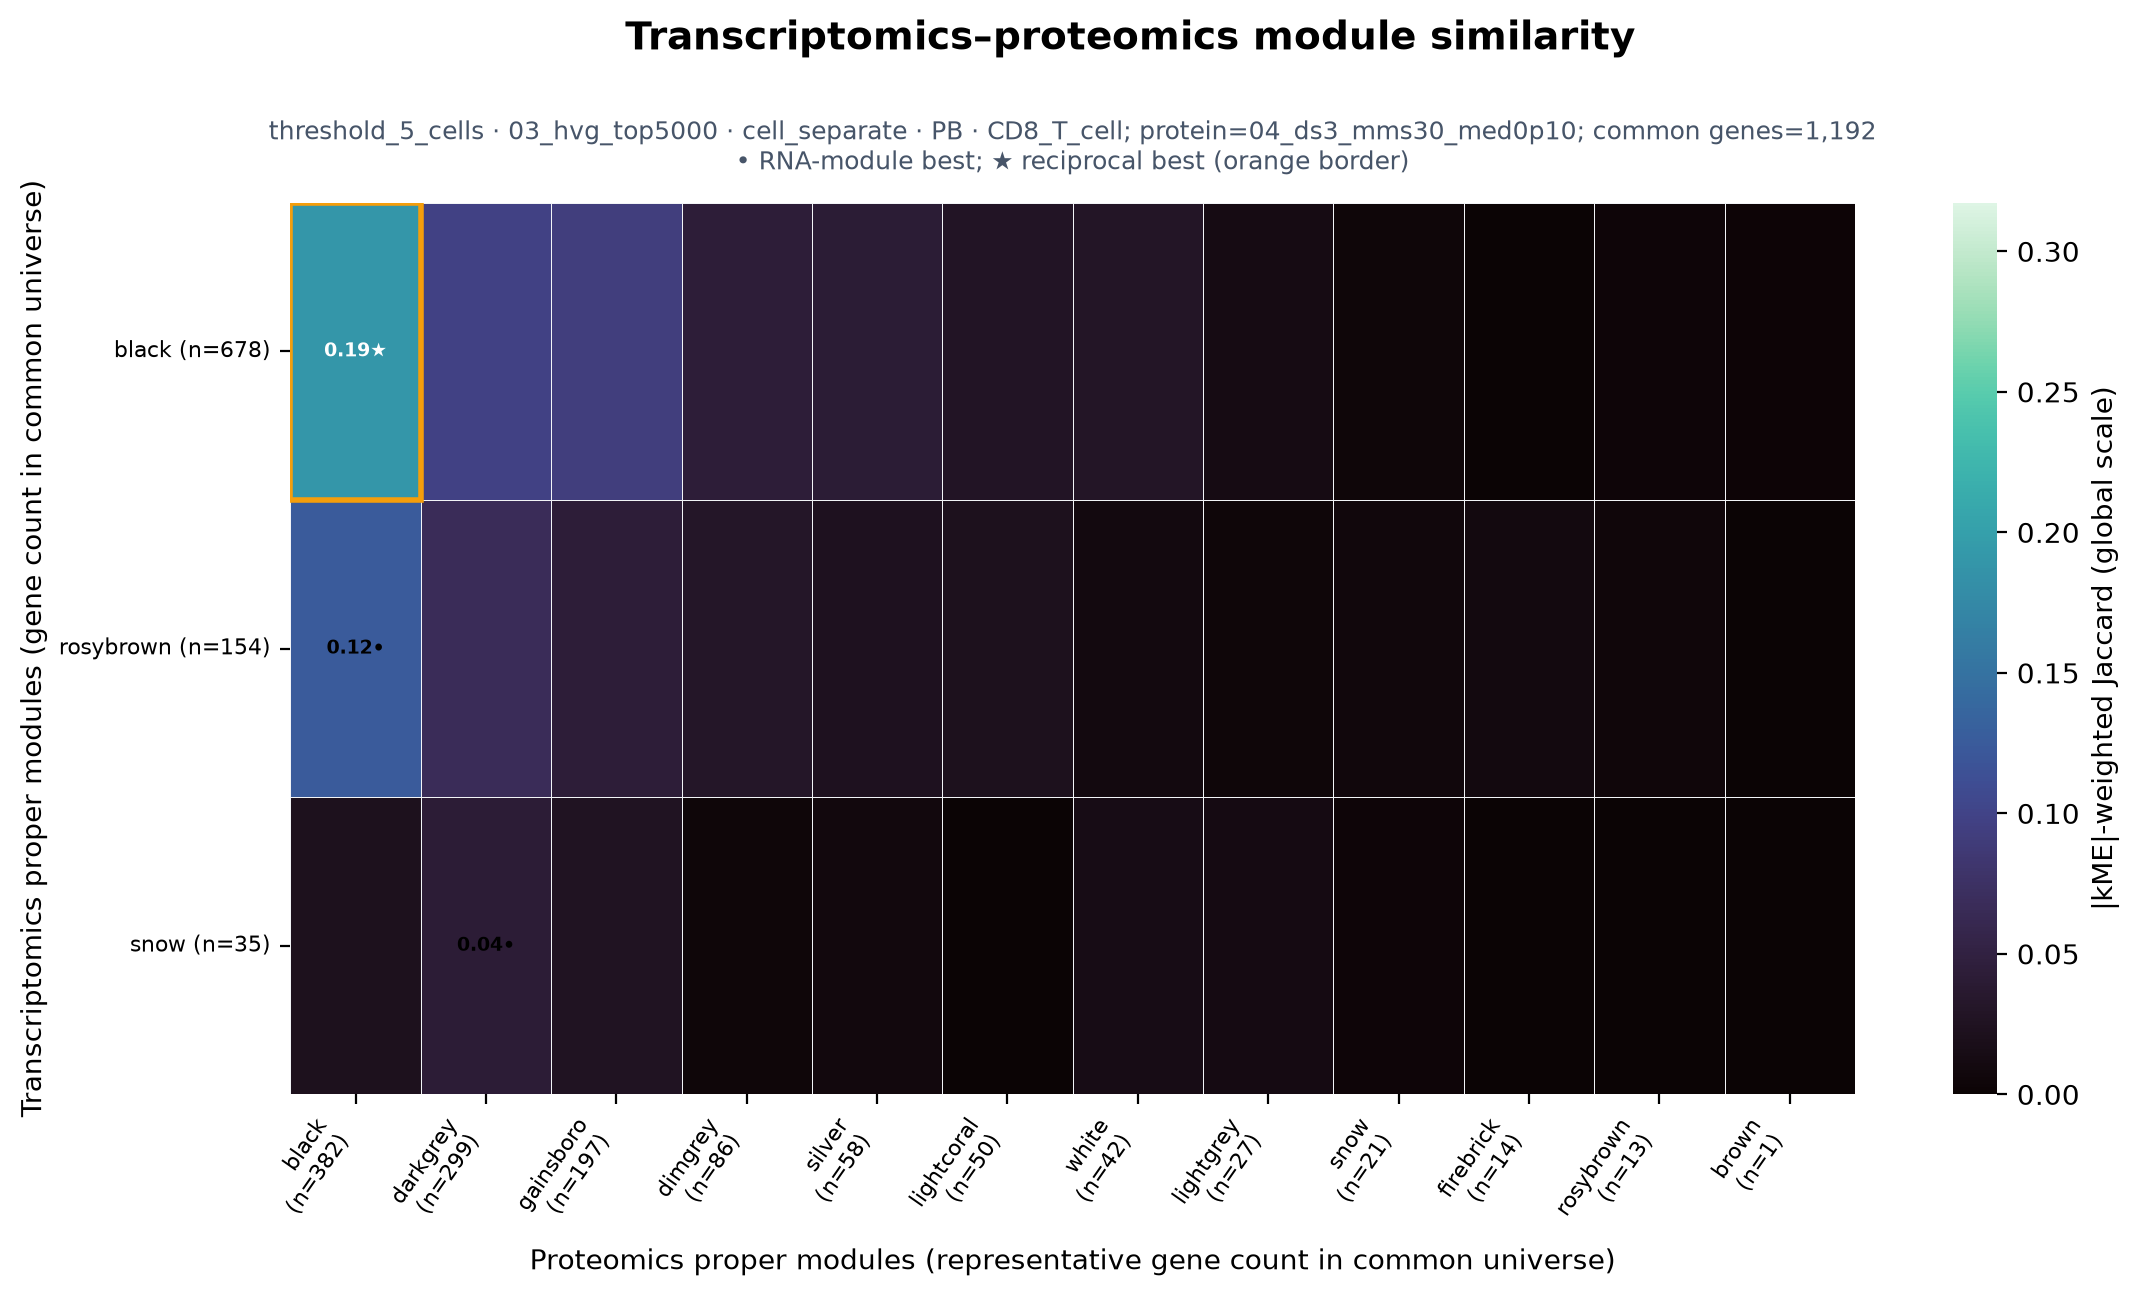 Transcriptomics–proteomics module similarity
threshold_5_cells · 03_hvg_top5000 · cell_separate · PB · CD8_T_cell; protein=04_ds3_mms30_med0p10; common genes=1,192
• RNA-module best; ★ reciprocal best (orange border)
Transcriptomics proper modules (gene count in common universe)
black (n=678)
rosybrown (n=154)
snow (n=35)
0.19★
0.12•
0.04•
black
(n=382)
darkgrey
(n=299)
gainsboro
(n=197)
dimgrey
(n=86)
silver
(n=58)
lightcoral
(n=50)
white
(n=42)
lightgrey
(n=27)
snow
(n=21)
firebrick
(n=14)
rosybrown
(n=13)
brown
(n=1)
Proteomics proper modules (representative gene count in common universe)
0.30
0.25
0.20
0.15
0.10
0.05
0.00
|kME|-weighted Jaccard (global scale)